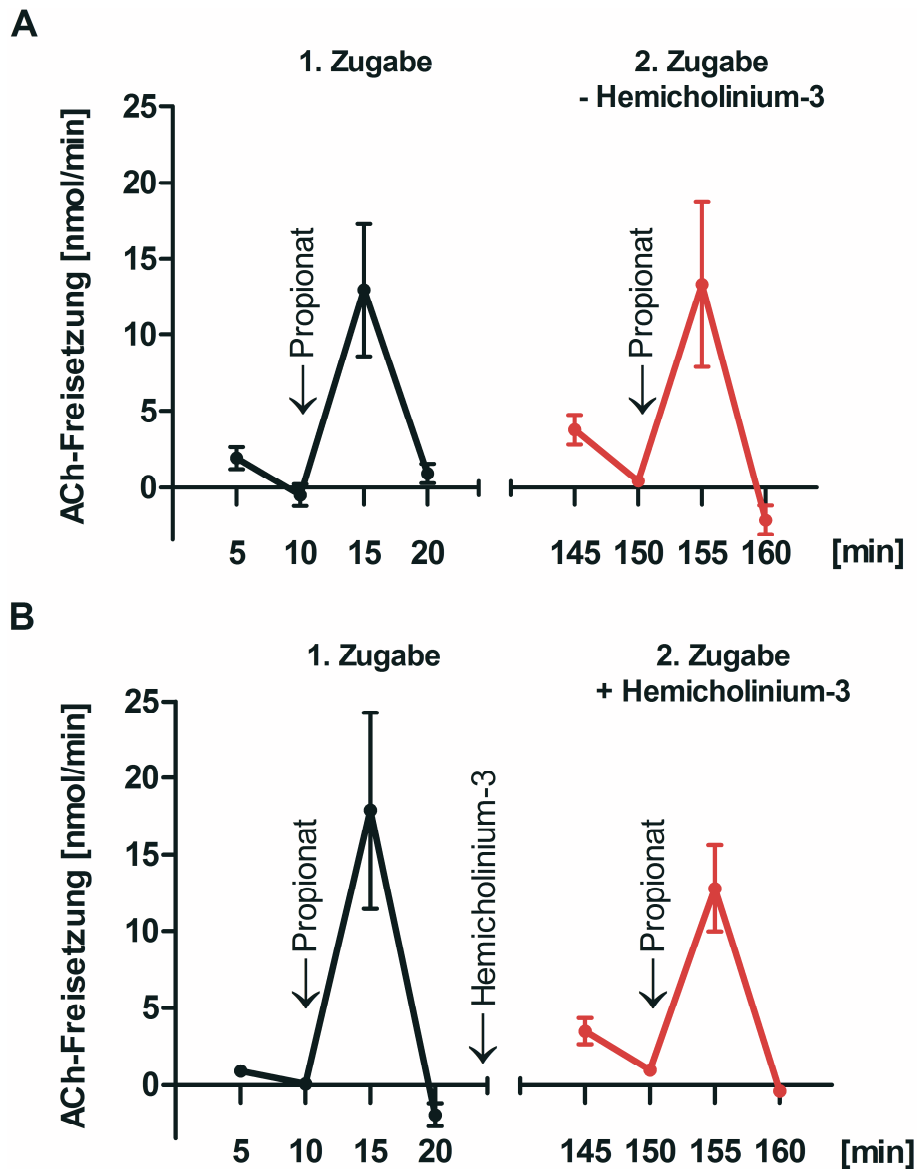 A
1. Zugabe
2. Zugabe
- Hemicholinium-3
ACh-Freisetzung [nmol/min]
25
20
15
10
5
0
Propionat
Propionat
5 10 15 20 145 150 155 160 [min]
B
1. Zugabe
2. Zugabe
+ Hemicholinium-3
ACh-Freisetzung [nmol/min]
25
20
15
10
5
0
Propionat
Hemicholinium-3
Propionat
5 10 15 20 145 150 155 160 [min]